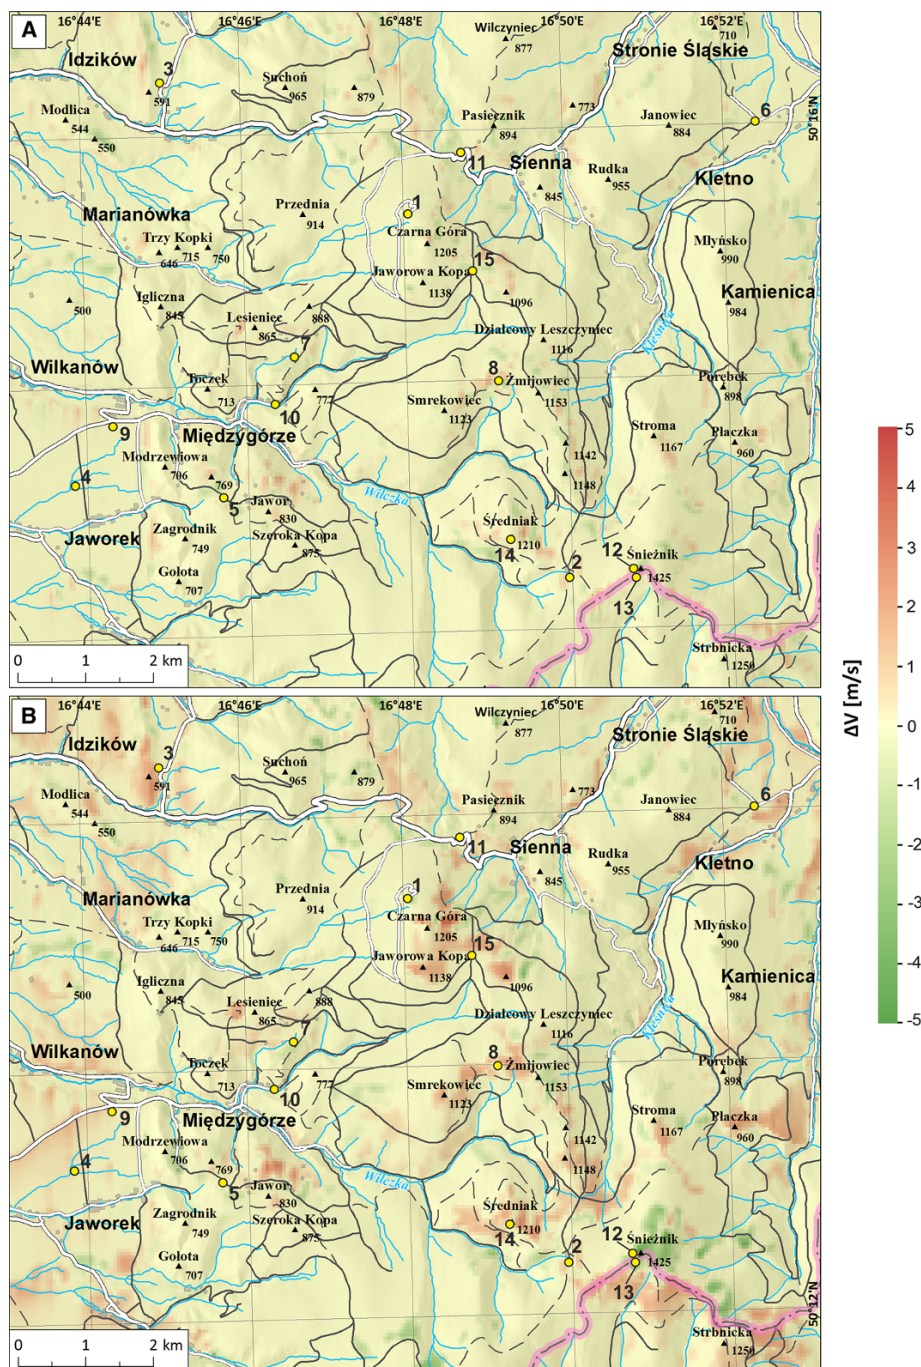 A
16°44'E
16°46'E
16°48'E
16°50'E
16°52'E
Wilczyniec
877
710
Stronie Śląskie
Idzików
3
591
Suchoń
965
879
773
Modlica
544
550
Pasiecznik
894
Janowiec
884
6
50°16'N
11
Sienna
Rudka
955
Kletno
845
Marianówka
Przednia
914
1
Czarna Góra
1205
Trzy Kopki
715
750
646
Młyńsko
990
15
Jaworowa Kopa
1138
1096
Kamienica
984
500
Igliczna
845
888
Lesieniec
865
Działcowy Leszczyniec
1116
Kleśnica
7
Wilkanów
Toczek
713
777
8
Żmijowiec
1153
Porębek
898
10
Smrekowiec
1123
9
Międzygórze
Stroma
1167
Płaczka
960
Modrzewiowa
706
769
1142
1148
4
5
Wilczka
Jawor
830
Jaworek
Zagrodnik
749
Szeroka Kopa
875
Średniak
1210
14
12
Śnieżnik
1425
2
13
Gołota
707
Strbnicka
1250
0 1 2 km
B
16°44'E
16°46'E
16°48'E
16°50'E
16°52'E
Wilczyniec
877
710
Stronie Śląskie
Idzików
3
591
Suchoń
965
879
773
Modlica
544
550
Pasiecznik
894
Janowiec
884
6
11
Sienna
Rudka
955
Kletno
845
Marianówka
Przednia
914
1
Czarna Góra
1205
Trzy Kopki
715
750
646
Młyńsko
990
15
Jaworowa Kopa
1138
1096
Kamienica
984
500
Igliczna
845
888
Lesieniec
865
Działcowy Leszczyniec
1116
Kleśnica
7
Wilkanów
Toczek
713
777
8
Żmijowiec
1153
Porębek
898
10
Smrekowiec
1123
9
Międzygórze
Stroma
1167
Płaczka
960
Modrzewiowa
706
769
1142
1148
4
5
Wilczka
Jawor
830
Jaworek
Zagrodnik
749
Szeroka Kopa
875
Średniak
1210
14
12
Śnieżnik
1425
2
13
Gołota
707
50°12'N
Strbnicka
1250
0 1 2 km
ΔV [m/s]
5
4
3
2
1
0
-1
-2
-3
-4
-5